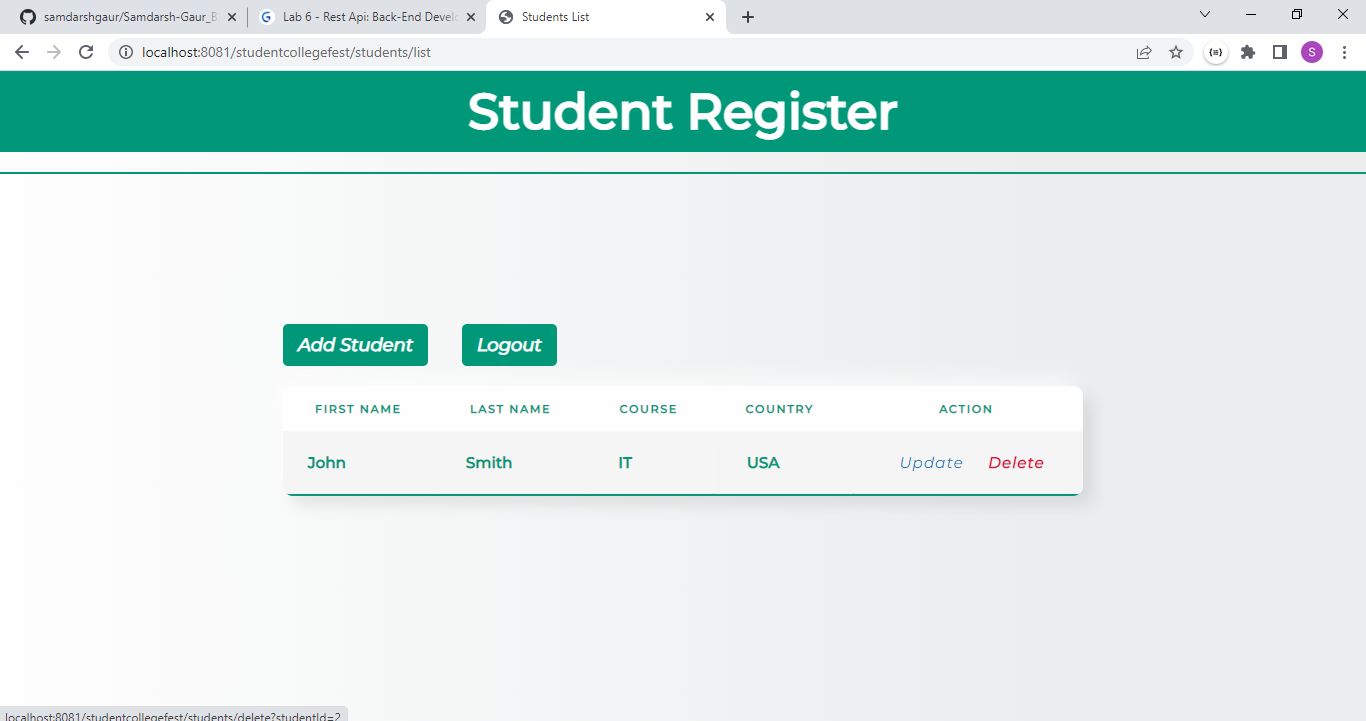 samdarshgaur/Samdarsh-Gaur_B
Lab 6 - Rest Api: Back-End Devel
Students List
localhost:8081/studentcollegefest/students/list
S
Student Register
Add Student
Logout
FIRST NAME LAST NAME COURSE COUNTRY ACTION
John Smith IT USA Update Delete
localhost:8081/studentcollegefest/students/delete?studentId=2